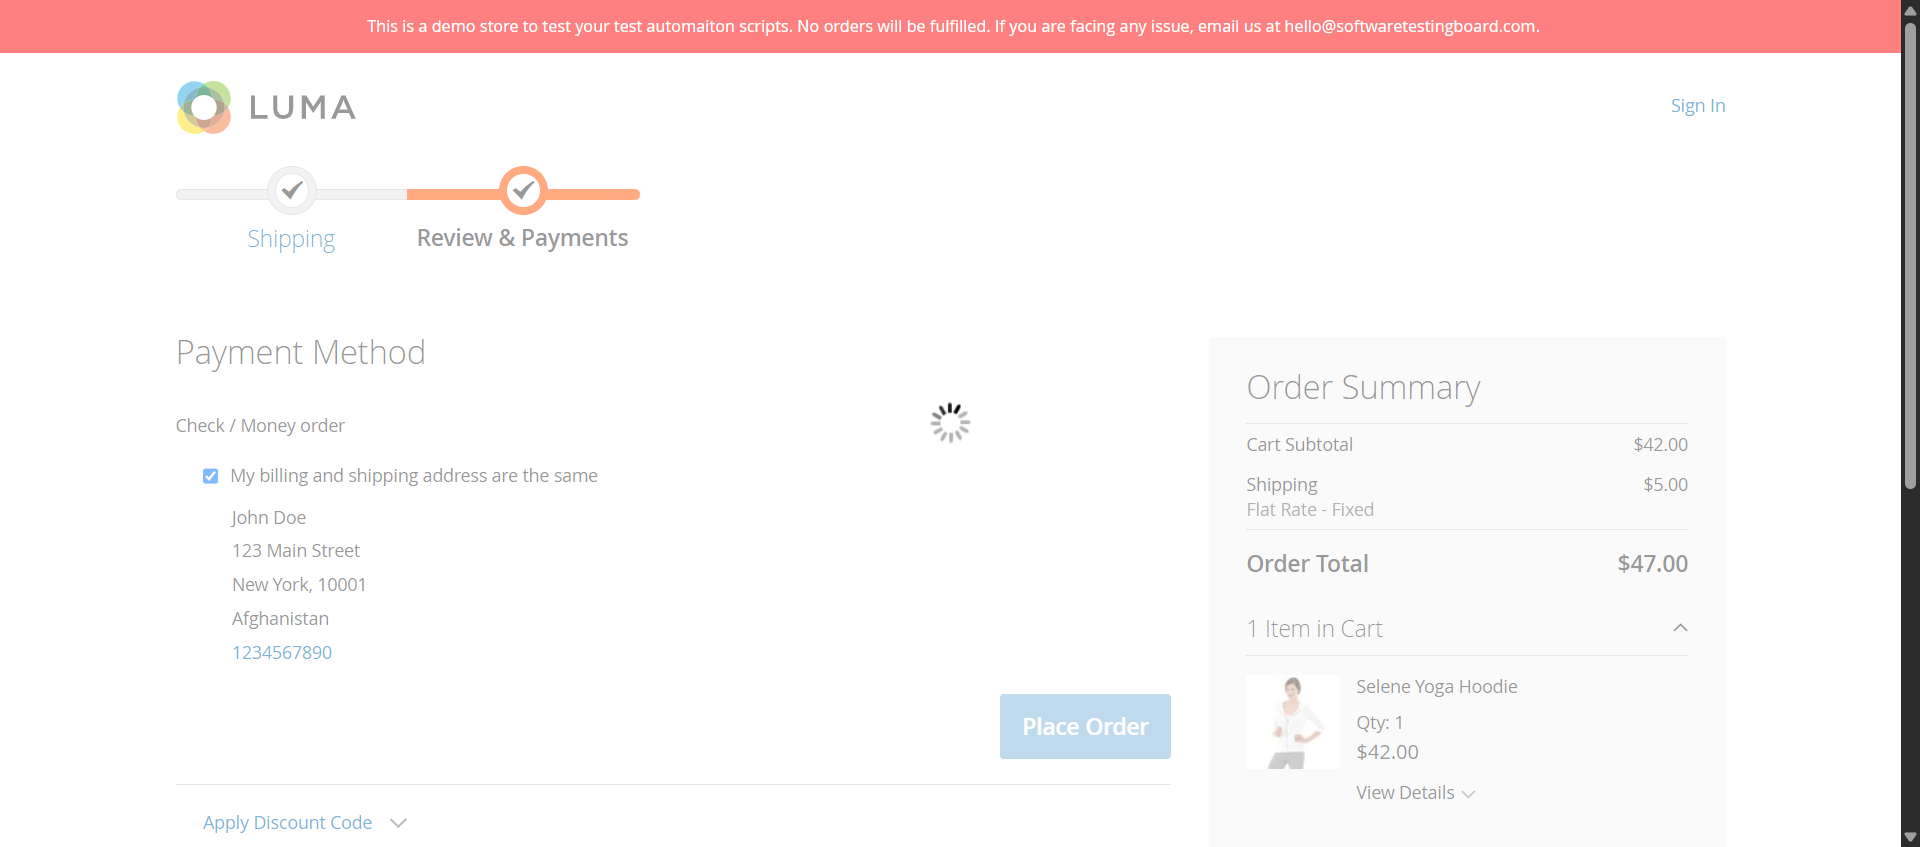 This is a demo store to test your test automaiton scripts. No orders will be fulfilled. If you are facing any issue, email us at hello@softwaretestingboard.com.
LUMA
Sign In
Shipping
Review & Payments
Payment Method
Check / Money order
My billing and shipping address are the same
John Doe
123 Main Street
New York, 10001
Afghanistan
1234567890
Place Order
Apply Discount Code
Order Summary
Cart Subtotal $42.00
Shipping $5.00
Flat Rate - Fixed
Order Total $47.00
1 Item in Cart
Selene Yoga Hoodie
Qty: 1
$42.00
View Details